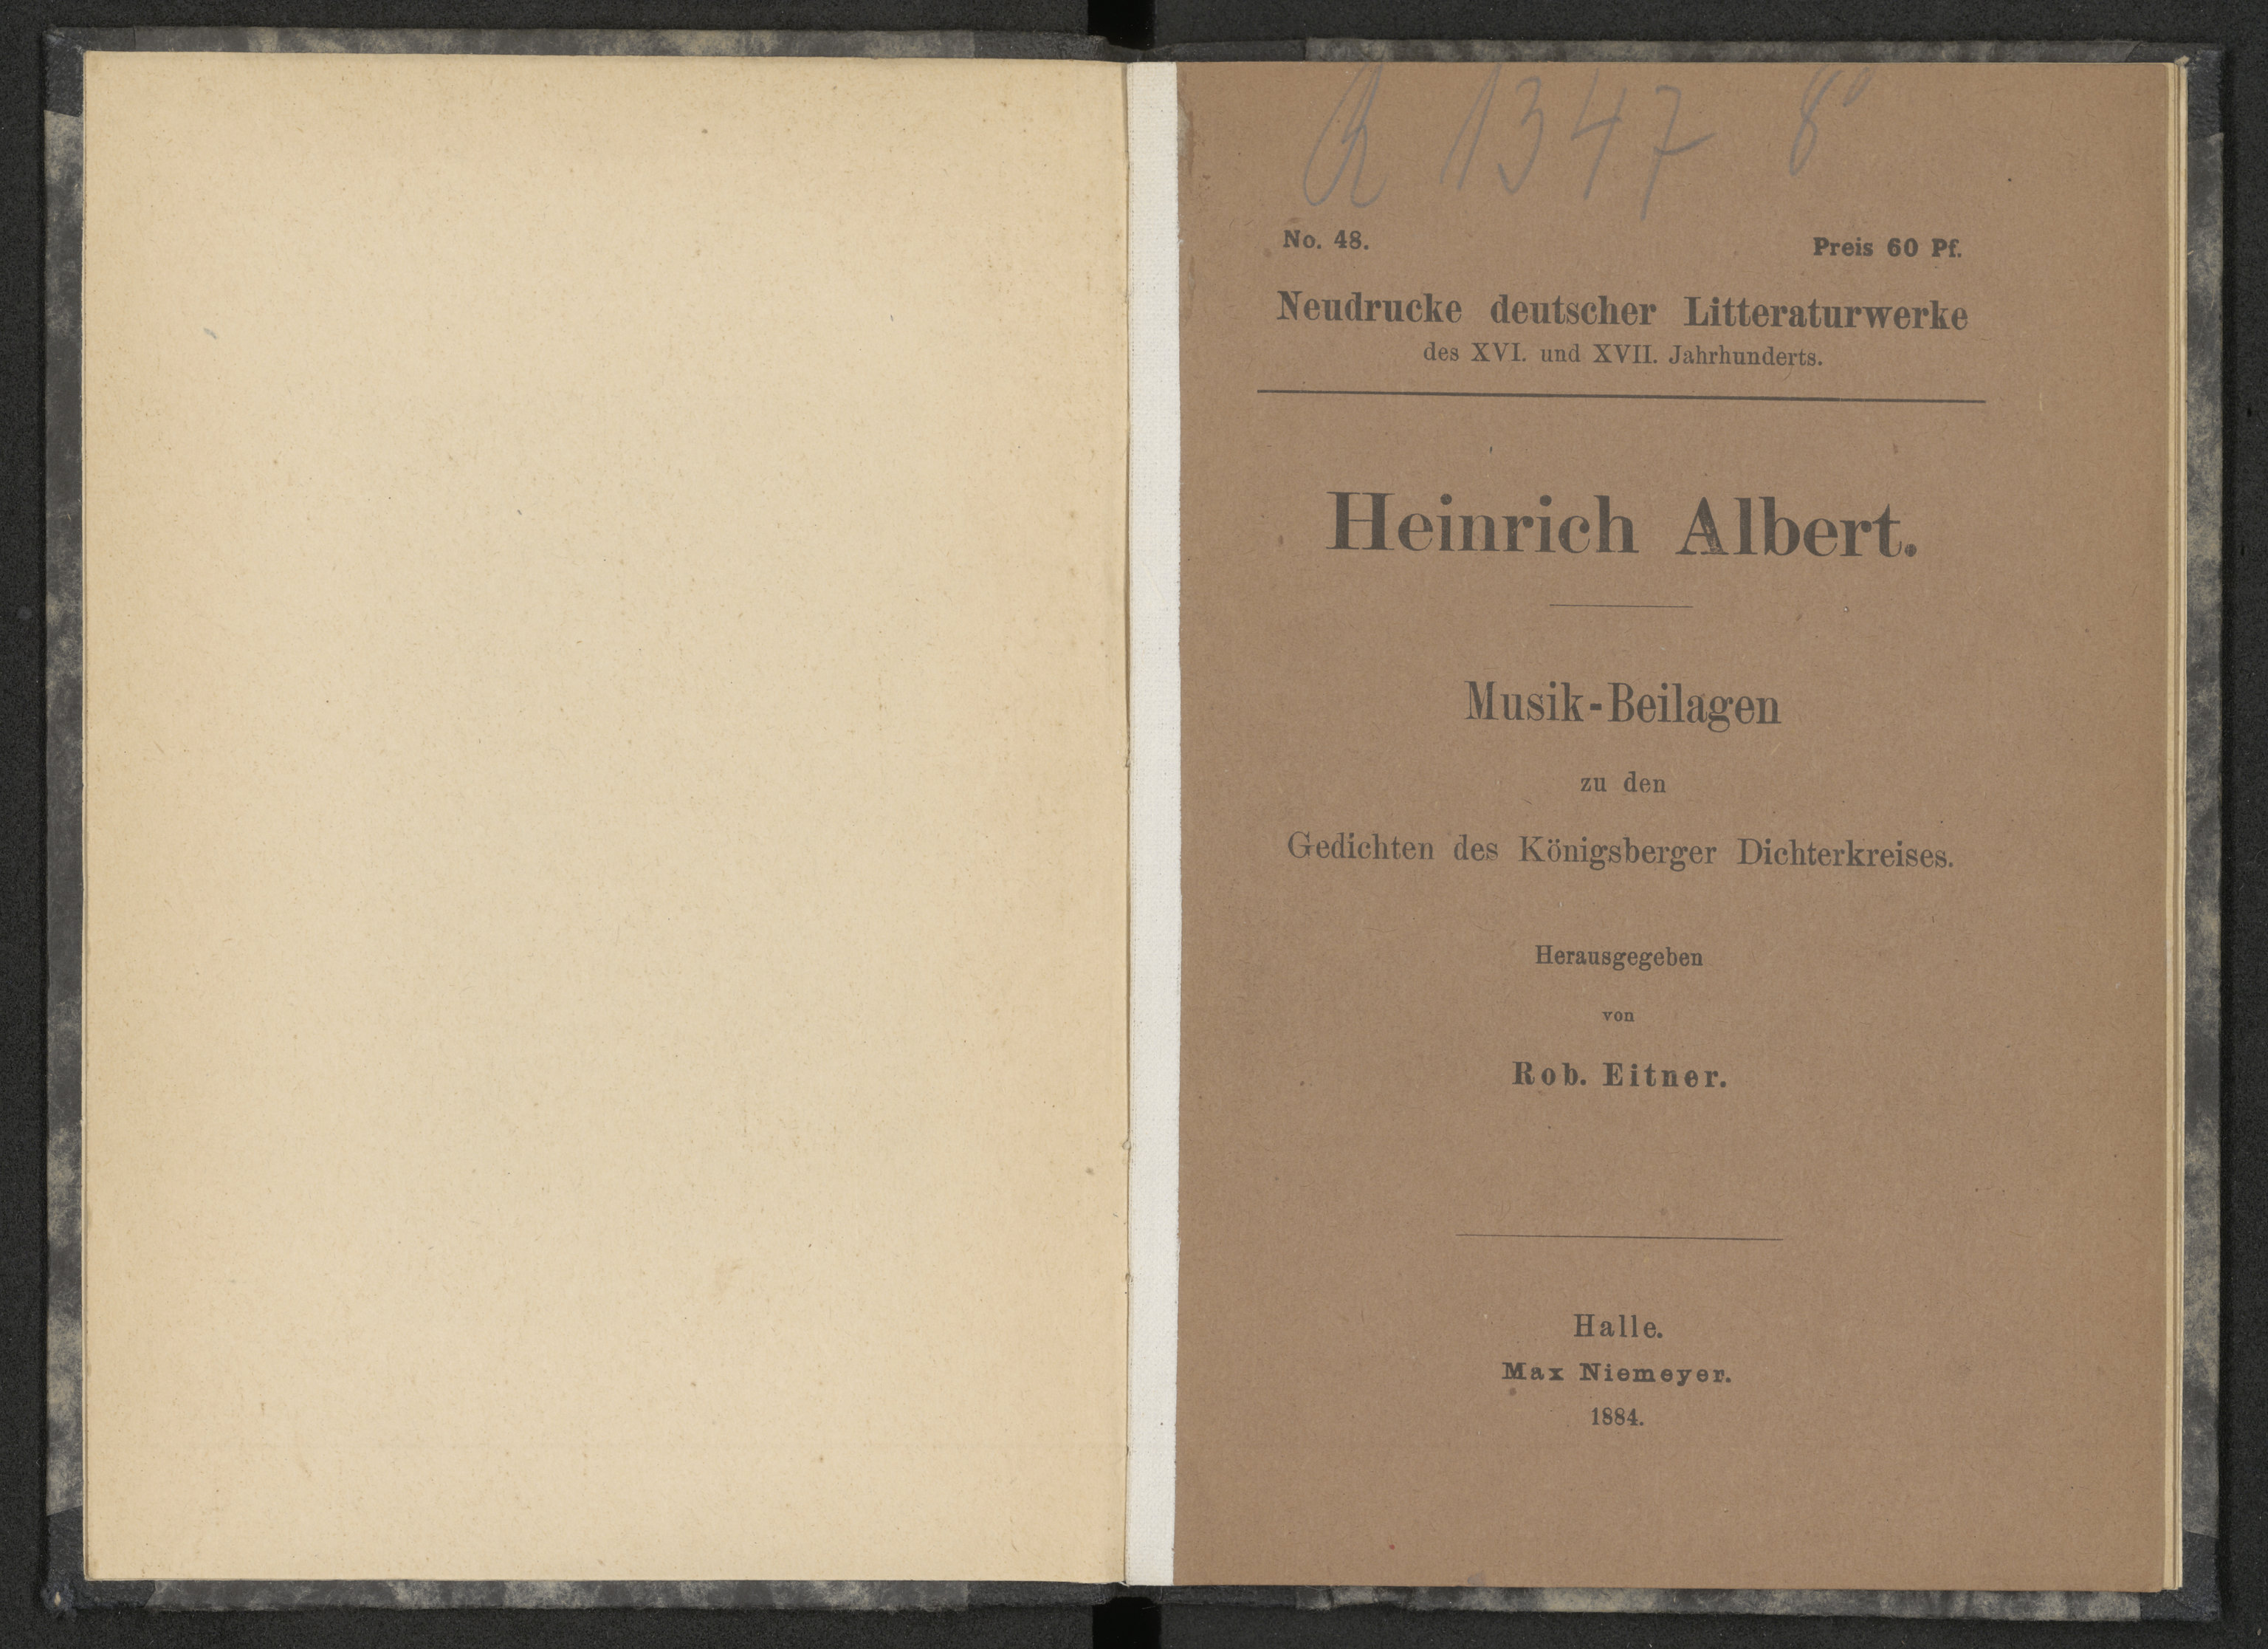 R 1347 8°
No. 48. Preis 60 Pf.
Neudrucke deutscher Litteraturwerke
des XVI. und XVII. Jahrhunderts.
Heinrich Albert.
Musik-Beilagen
zu den
Gedichten des Königsberger Dichterkreises.
Herausgegeben
von
Rob. Eitner.
Halle.
Max Niemeyer.
1884.